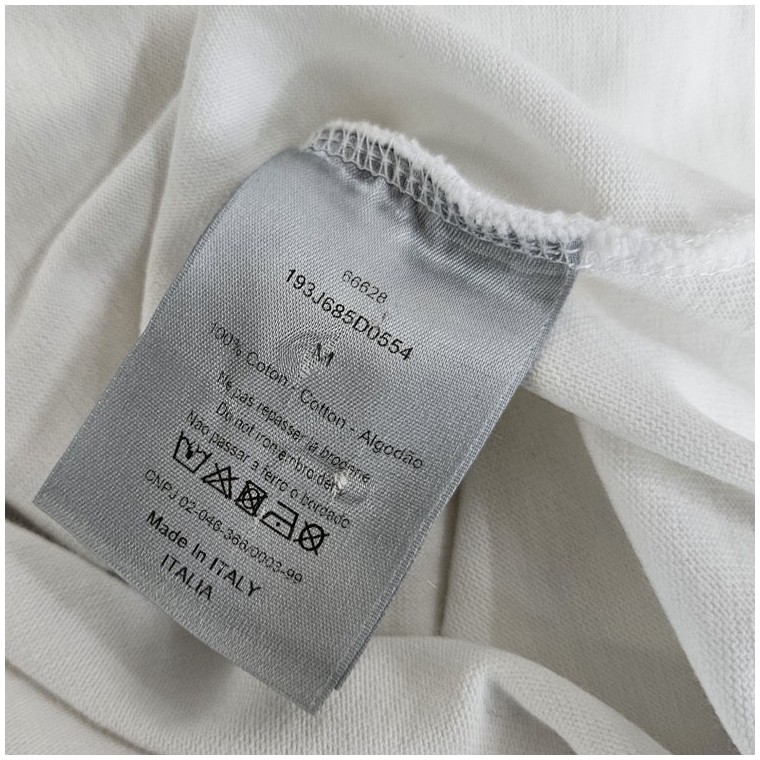 66628
193J685D0554
M
100% Coton - Cotton - Algodão
Ne pas repasser la broderie
Do not iron embroidery
Não passar a ferro o bordado
CNPJ 02-046-366/0003-99
Made In ITALY
ITALIA